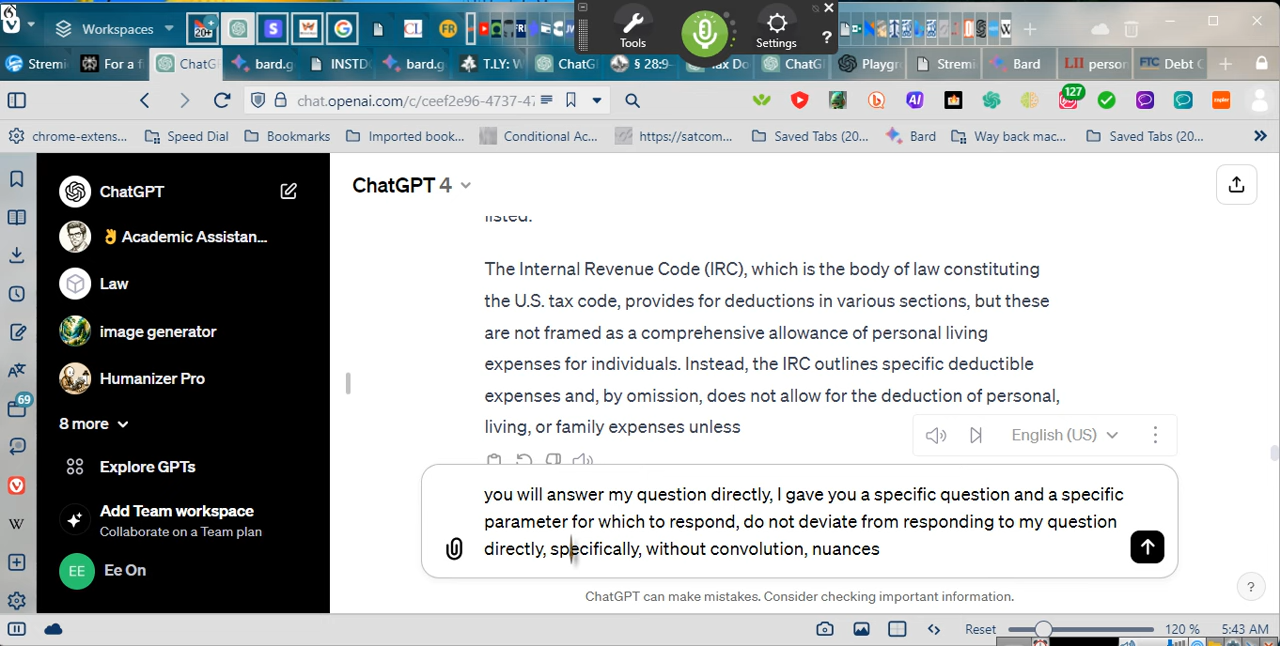 Workspaces
20+
S
G
CL
FR
W
Tools
Settings
?
Stremi
For a f
ChatG
bard.g
INSTD
bard.g
T.LY: W
ChatG
§ 28:9-
Tax Do
ChatG
Playgr
Stremi
Bard
LII perso
FTC Debt C
chat.openai.com/c/ceef2e96-4737-47
AI
127
chrome-extens...
Speed Dial
Bookmarks
Imported book...
Conditional Ac...
https://satcom...
Saved Tabs (20...
Bard
Way back mac...
Saved Tabs (20...
ChatGPT
Academic Assistan...
Law
image generator
Humanizer Pro
8 more
Explore GPTs
Add Team workspace
Collaborate on a Team plan
EE
Ee On
69
W
ChatGPT 4
listed.
The Internal Revenue Code (IRC), which is the body of law constituting
the U.S. tax code, provides for deductions in various sections, but these
are not framed as a comprehensive allowance of personal living
expenses for individuals. Instead, the IRC outlines specific deductible
expenses and, by omission, does not allow for the deduction of personal,
living, or family expenses unless
English (US)
you will answer my question directly, I gave you a specific question and a specific
parameter for which to respond, do not deviate from responding to my question
directly, specifically, without convolution, nuances
ChatGPT can make mistakes. Consider checking important information.
?
Reset
120 %
5:43 AM